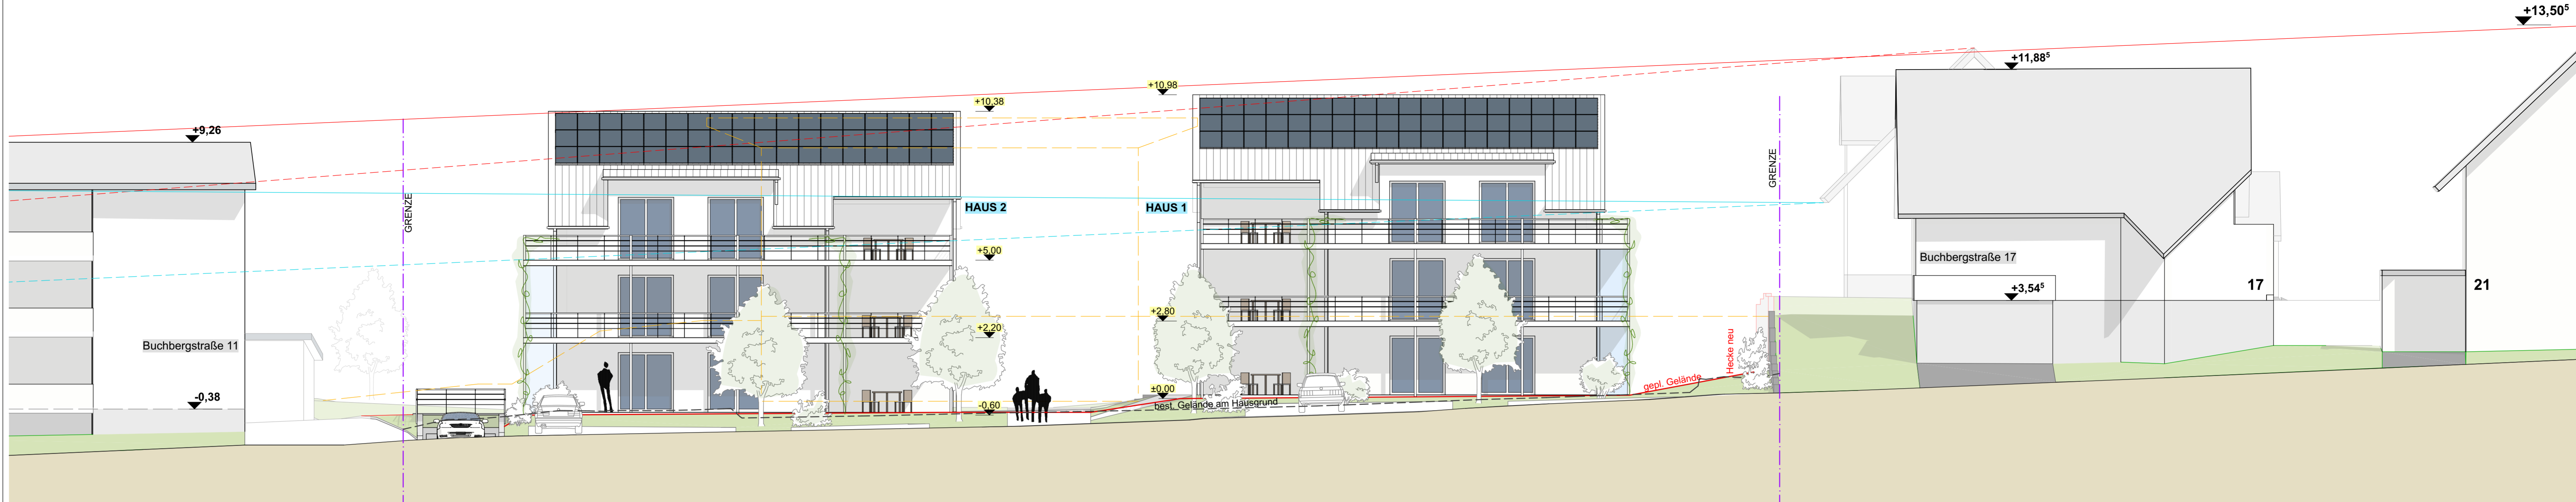 +13,50⁵
+11,88⁵
+10,98
+10,38
+9,26
GRENZE
GRENZE
HAUS 2
HAUS 1
+5,00
Buchbergstraße 17
+3,54⁵
17
21
+2,80
+2,20
Buchbergstraße 11
Hecke neu
gepl. Gelände
±0,00
-0,38
-0,60
best. Gelände am Hausgrund